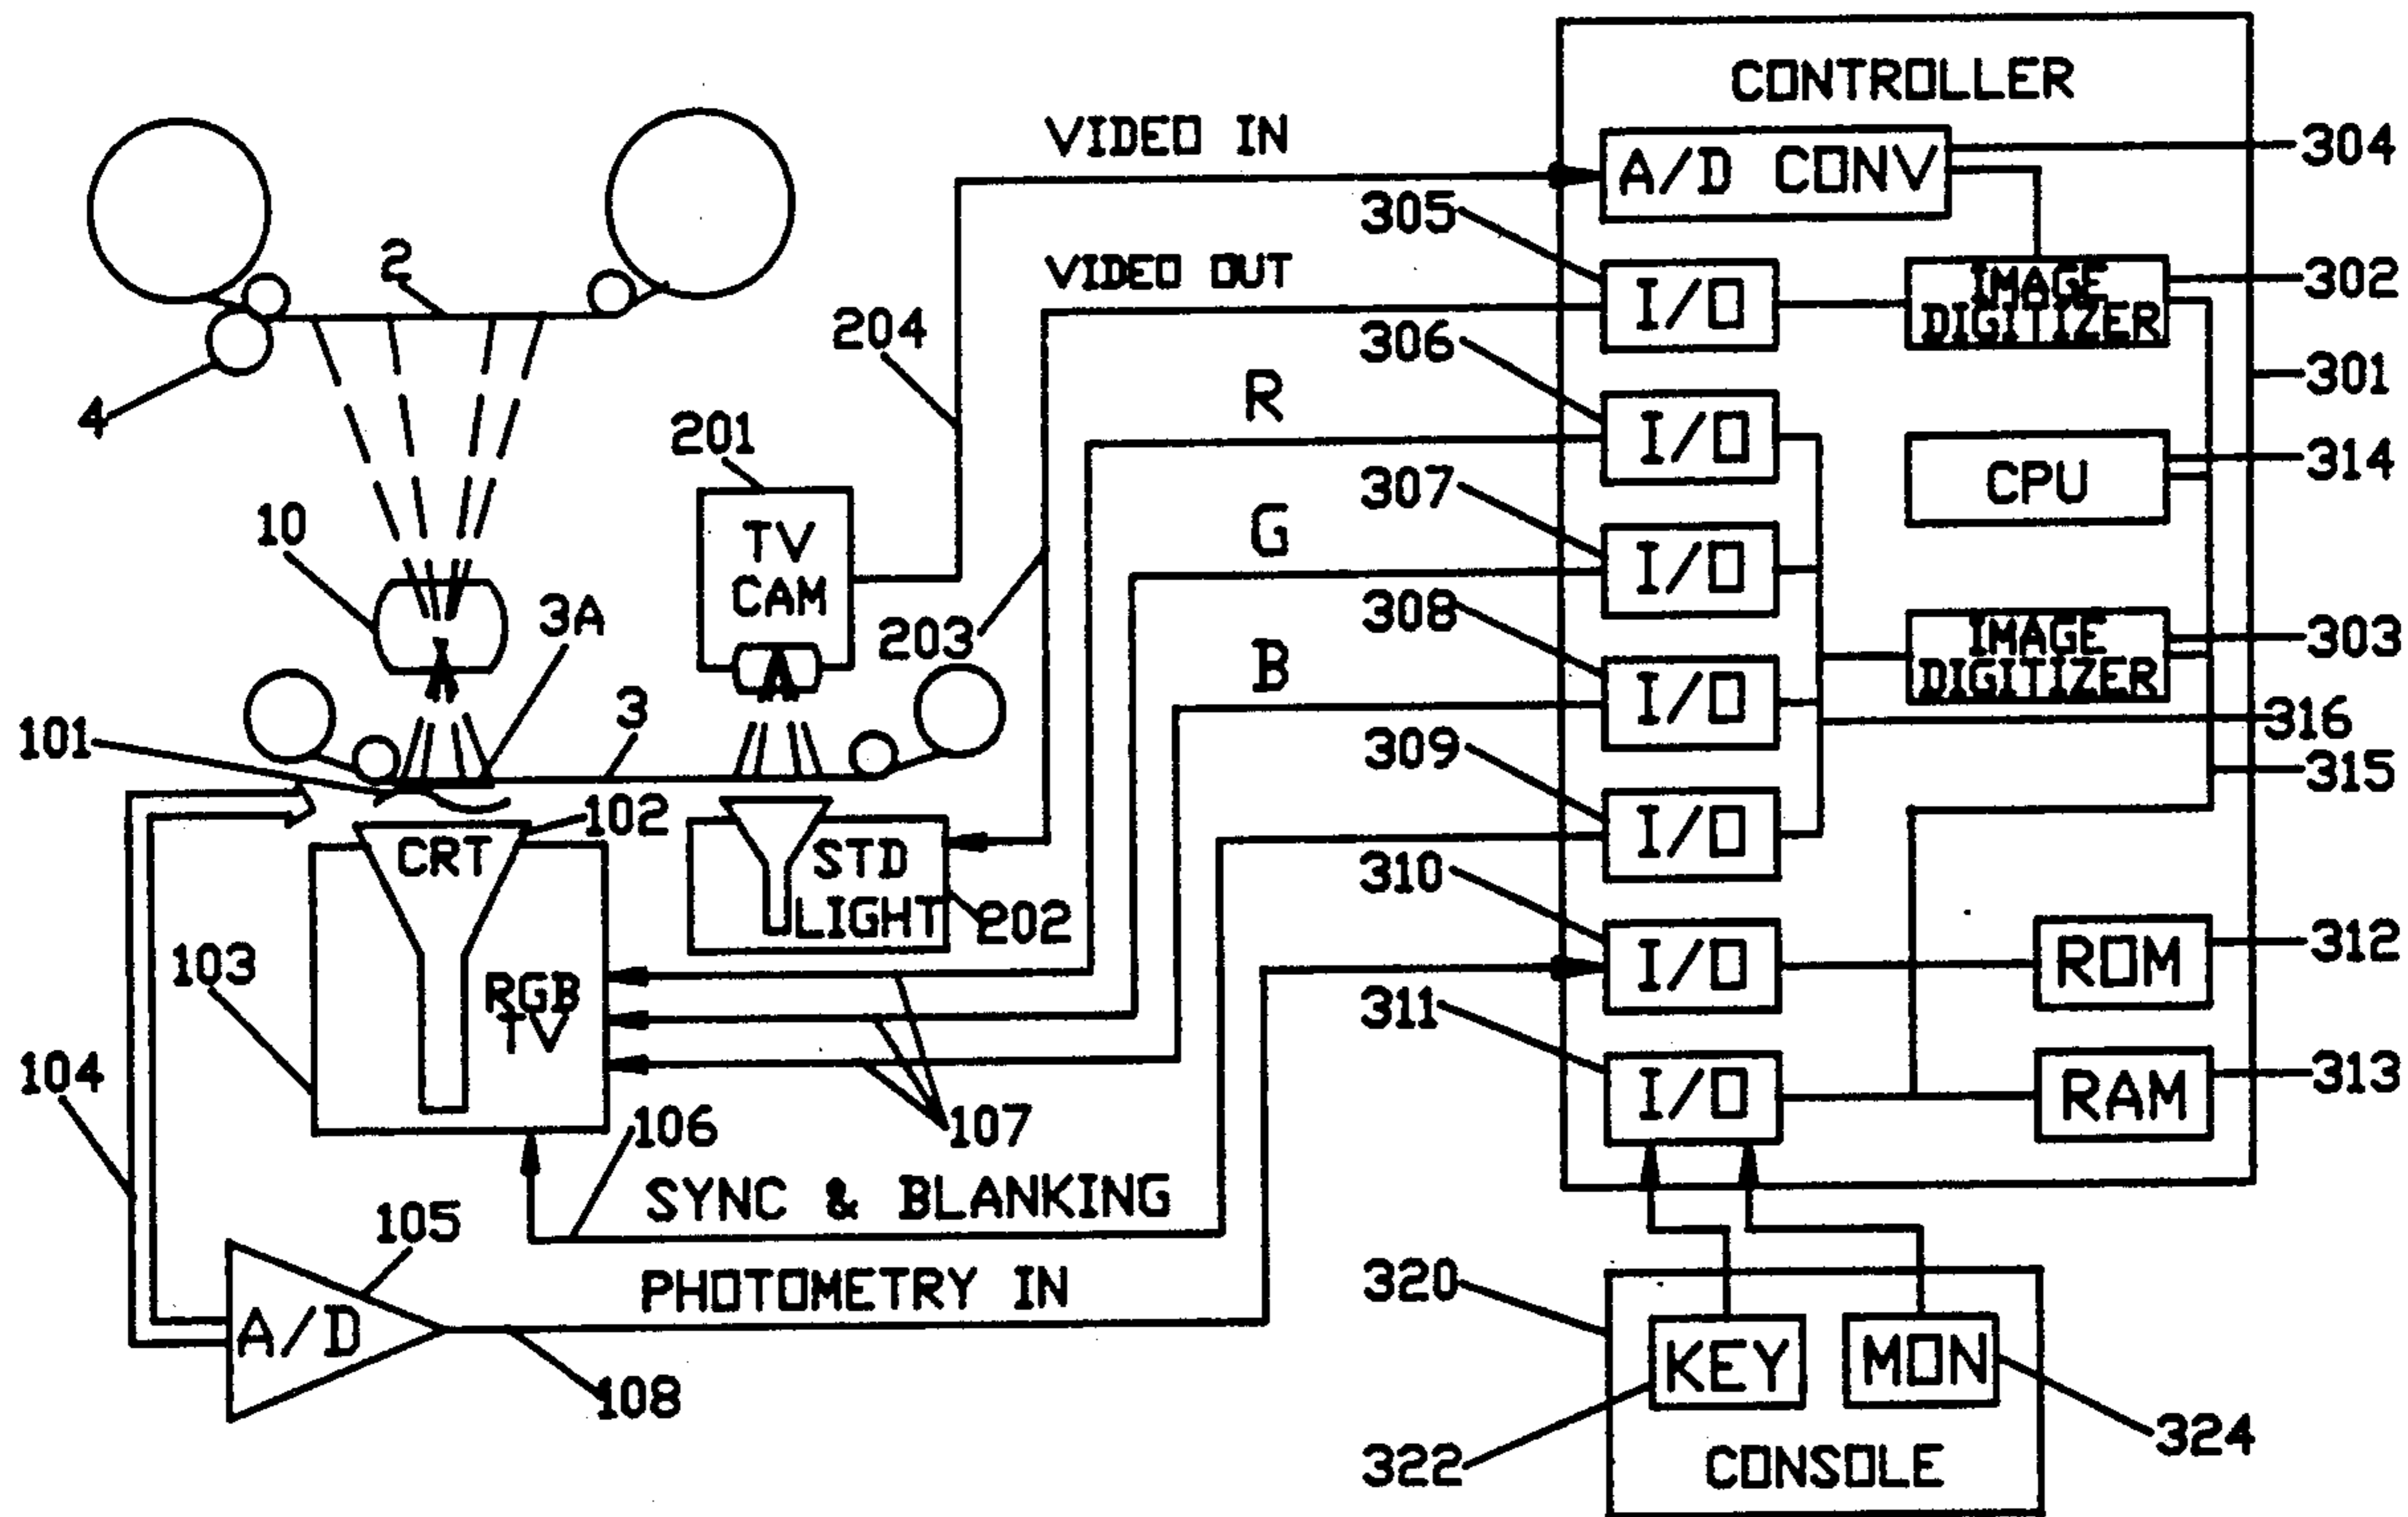 CONTROLLER
VIDEO IN
A/D CONV
304
305
2
VIDEO OUT
I/O
IMAGE
DIGITIZER
302
204
306
4
R
I/O
301
201
307
CPU
314
10
TV
CAM
G
I/O
3A
203
308
IMAGE
DIGITIZER
303
B
I/O
316
101
3
309
315
102
CRT
STD
LIGHT
I/O
310
202
103
I/O
ROM
312
RGB
TV
311
104
I/O
RAM
313
106
107
SYNC & BLANKING
105
PHOTOMETRY IN
320
A/D
KEY
MON
108
322
324
CONSOLE